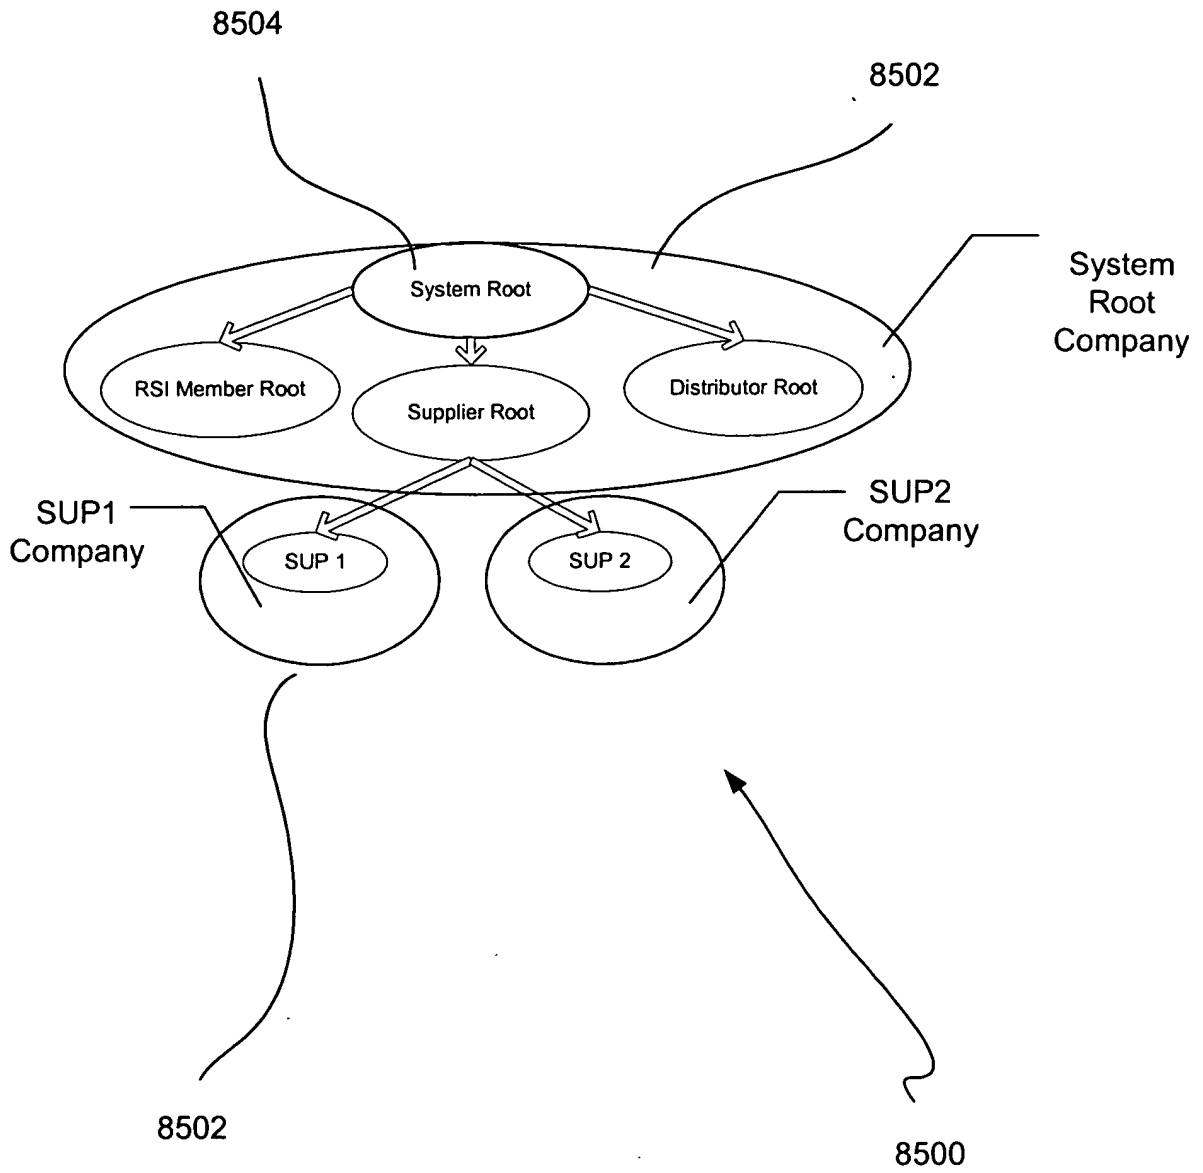 8504
8502
System Root
System
Root
Company
RSI Member Root
Distributor Root
Supplier Root
SUP1
Company
SUP2
Company
SUP 1
SUP 2
8502
8500